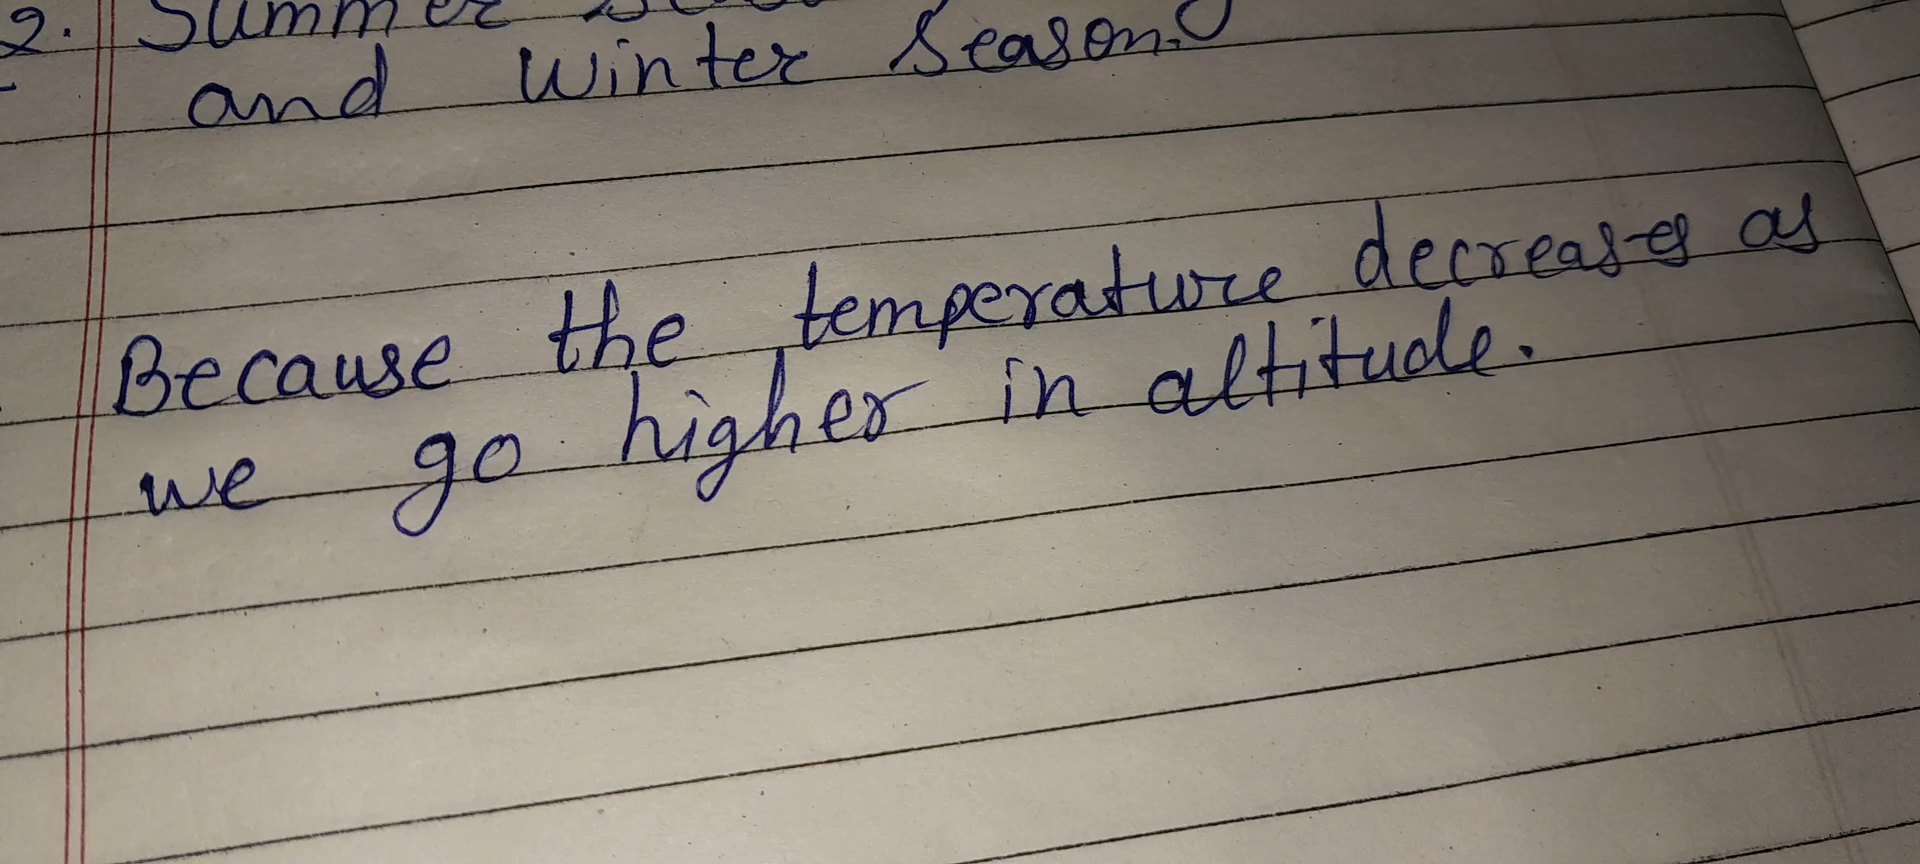 2. Summer
and Winter Season.
Because the temperature decreases as
we go higher in altitude.